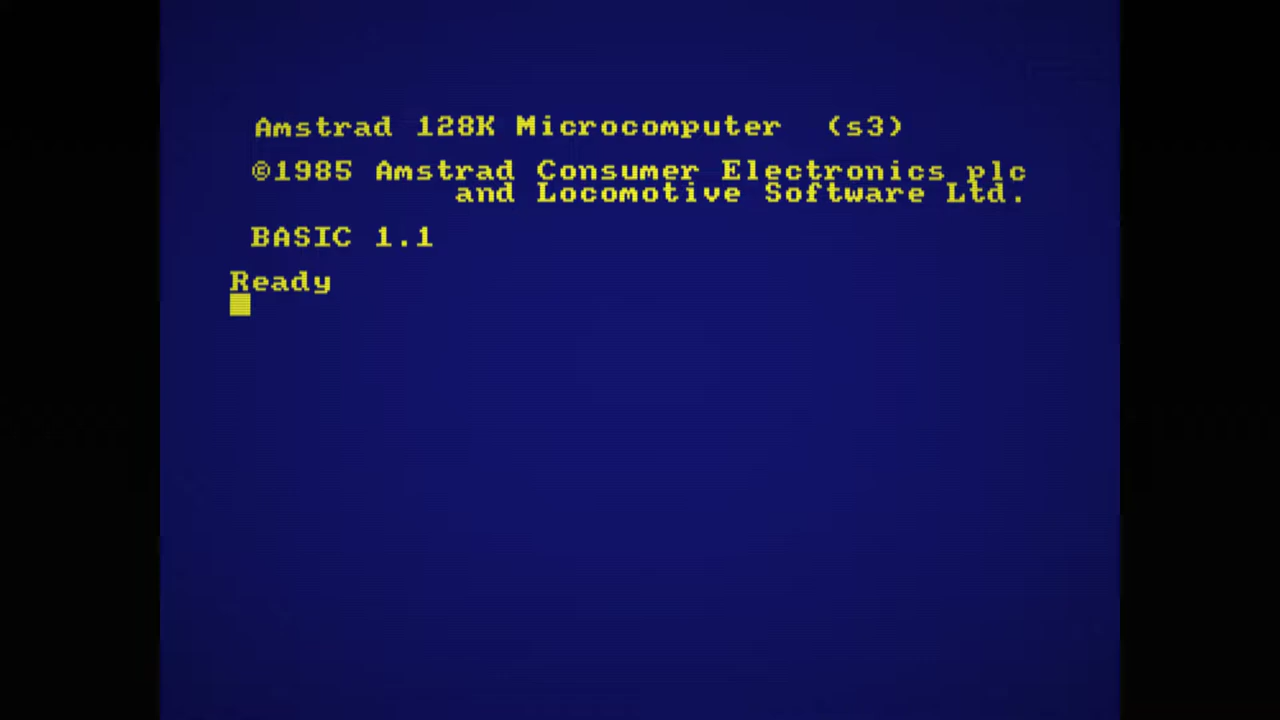 Amstrad 128K Microcomputer (s3)
©1985 Amstrad Consumer Electronics plc
and Locomotive Software Ltd.
BASIC 1.1
Ready